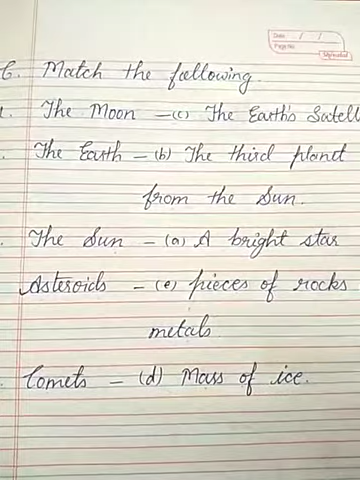 Date / /
Page No.
C. Match the following.
1. The Moon - (c) The Earth's Satell
. The Earth - (b) The third planet
from the Sun.
. The Sun - (a) A bright star
Asteroids - (e) pieces of rocks
metals
. Comets - (d) Mass of ice.